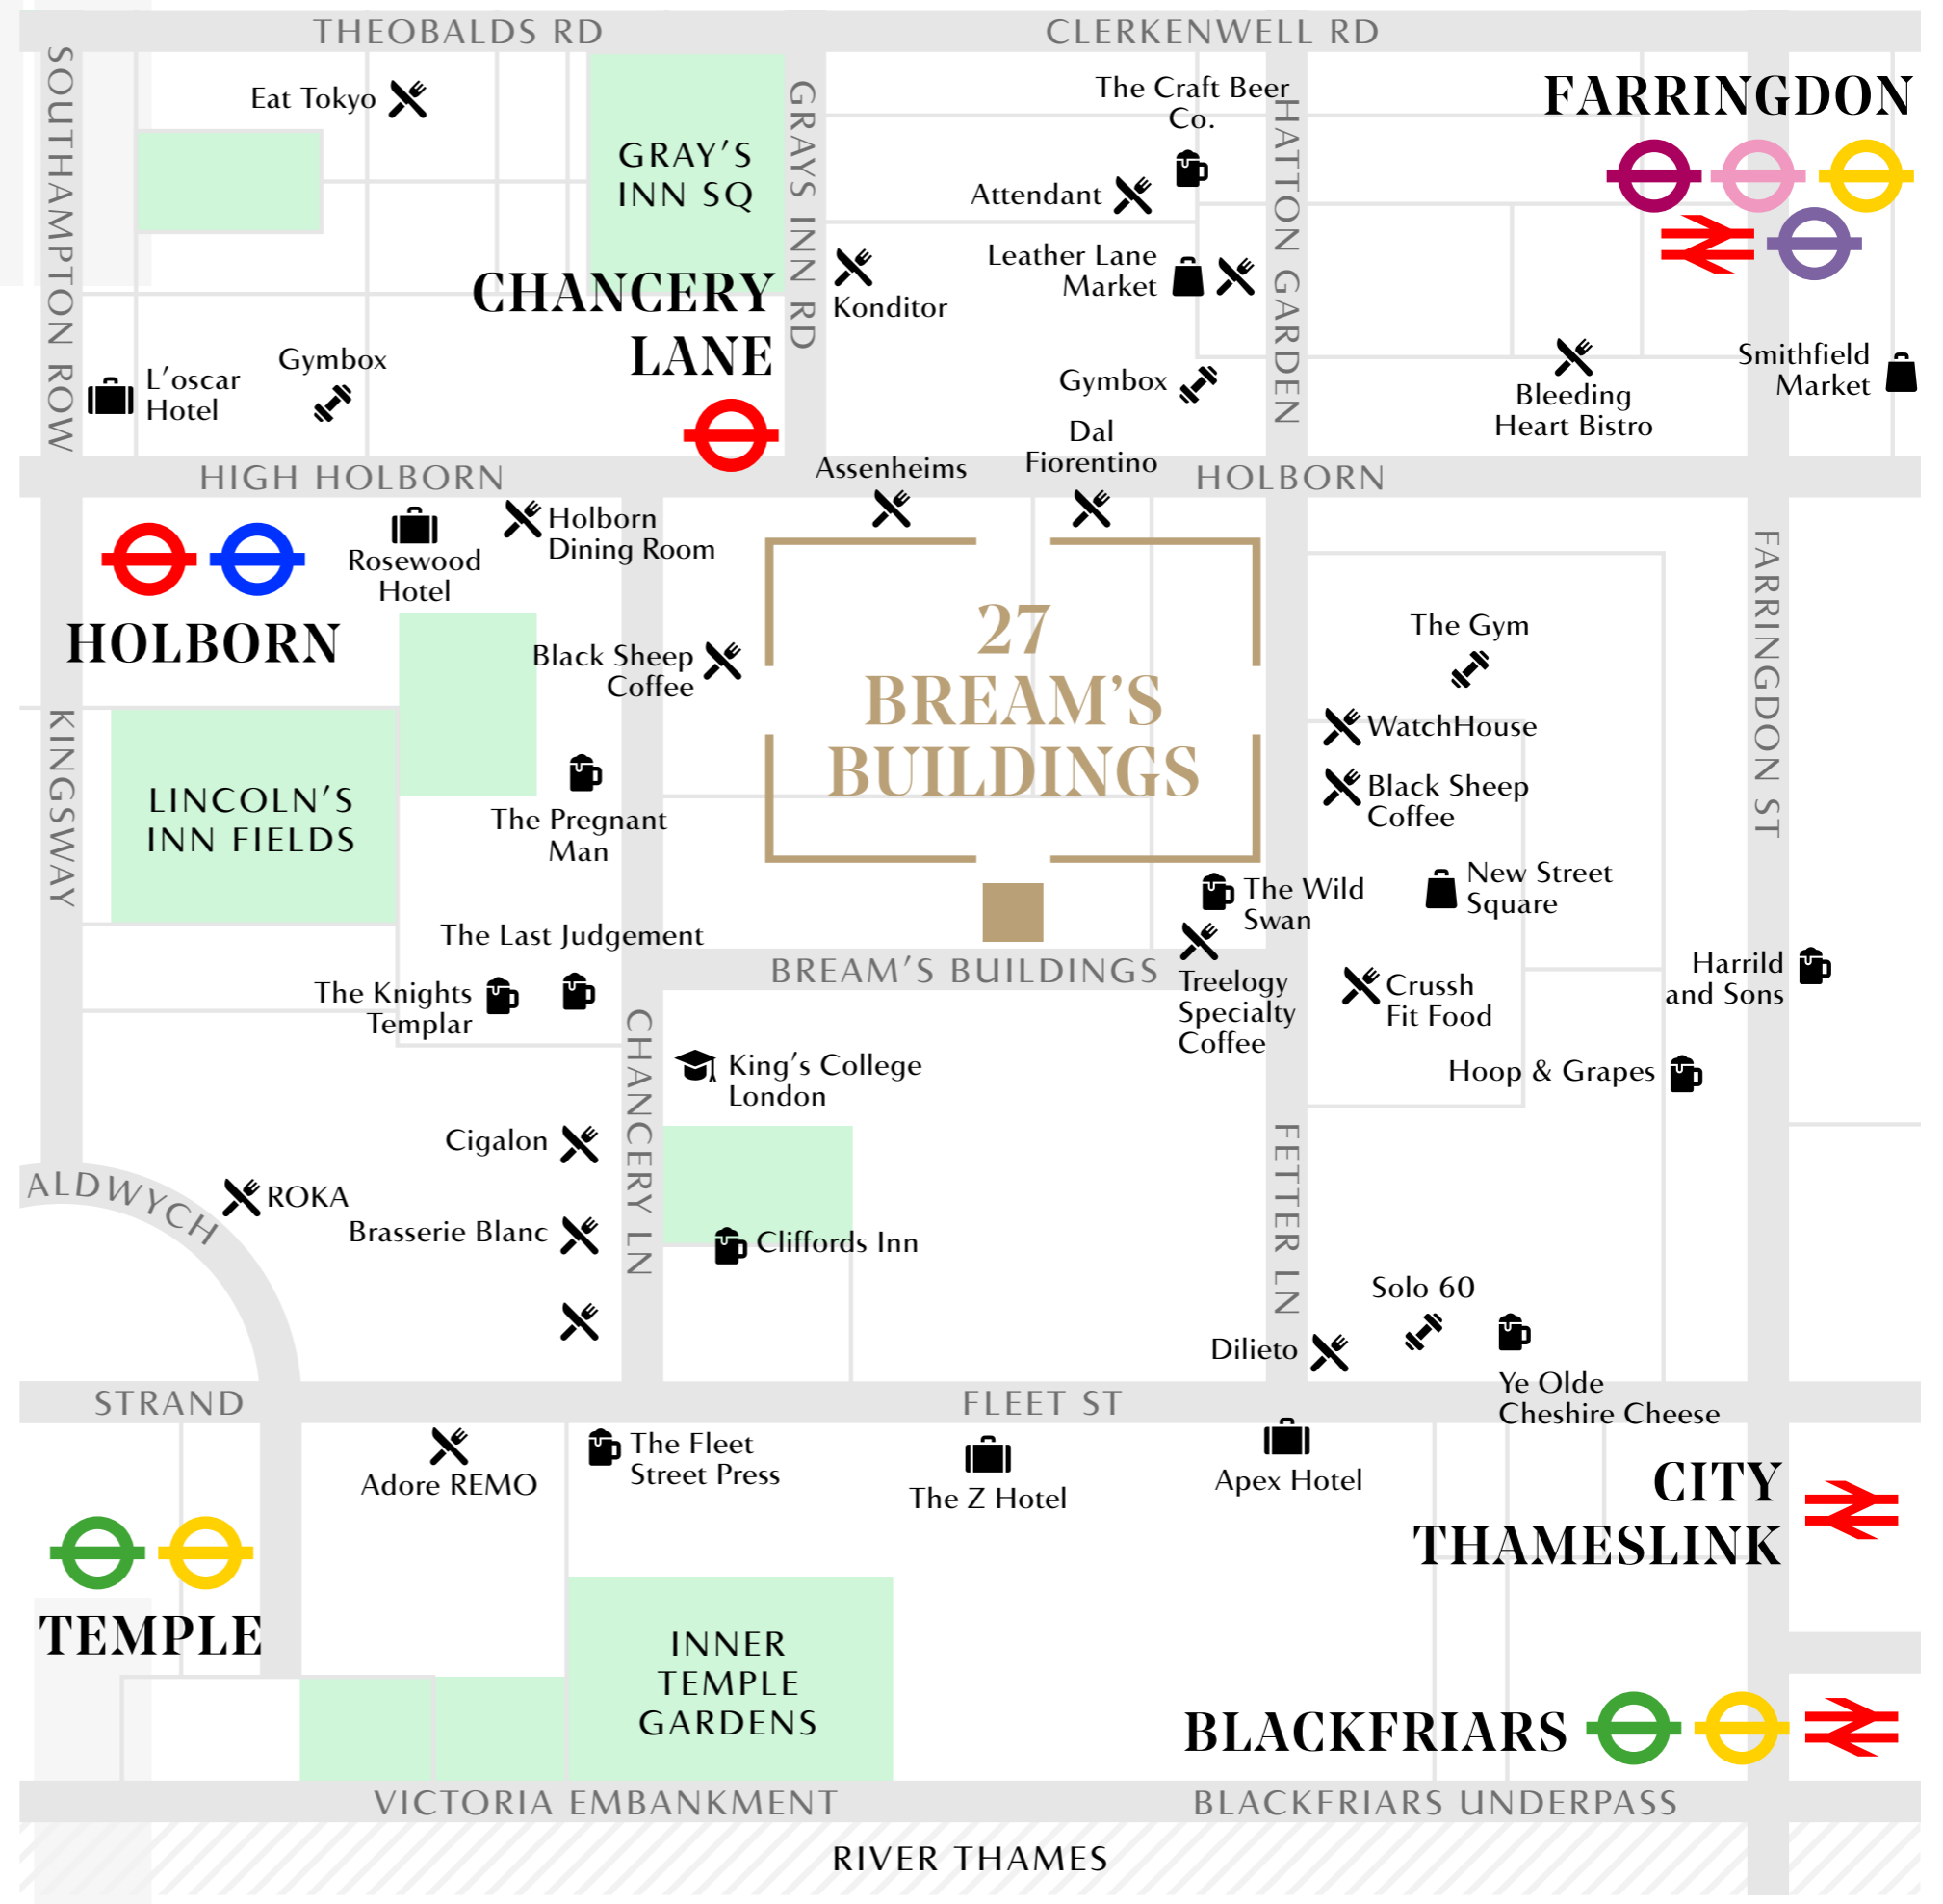 THEOBALDS RD
CLERKENWELL RD
SOUTHAMPTON ROW
Eat Tokyo
GRAY'S
INN SQ
GRAYS INN RD
The Craft Beer
Co.
HATTON GARDEN
FARRINGDON
Attendant
Leather Lane
Market
Konditor
CHANCERY
LANE
L'oscar
Hotel
Gymbox
Gymbox
Bleeding
Heart Bistro
Smithfield
Market
Dal
Fiorentino
Assenheims
HIGH HOLBORN
HOLBORN
Holborn
Dining Room
Rosewood
Hotel
HOLBORN
Black Sheep
Coffee
27
BREAM'S
BUILDINGS
The Gym
WatchHouse
Black Sheep
Coffee
FARRINGDON ST
KINGSWAY
LINCOLN'S
INN FIELDS
The Pregnant
Man
The Wild
Swan
New Street
Square
The Last Judgement
The Knights
Templar
BREAM'S BUILDINGS
Treelogy
Specialty
Coffee
Crussh
Fit Food
Harrild
and Sons
Hoop & Grapes
CHANCERY LN
King's College
London
Cigalon
ALDWYCH
ROKA
Brasserie Blanc
Cliffords Inn
FETTER LN
Solo 60
Dilieto
Ye Olde
Cheshire Cheese
STRAND
FLEET ST
Adore REMO
The Fleet
Street Press
The Z Hotel
Apex Hotel
CITY
THAMESLINK
TEMPLE
INNER
TEMPLE
GARDENS
BLACKFRIARS
VICTORIA EMBANKMENT
BLACKFRIARS UNDERPASS
RIVER THAMES